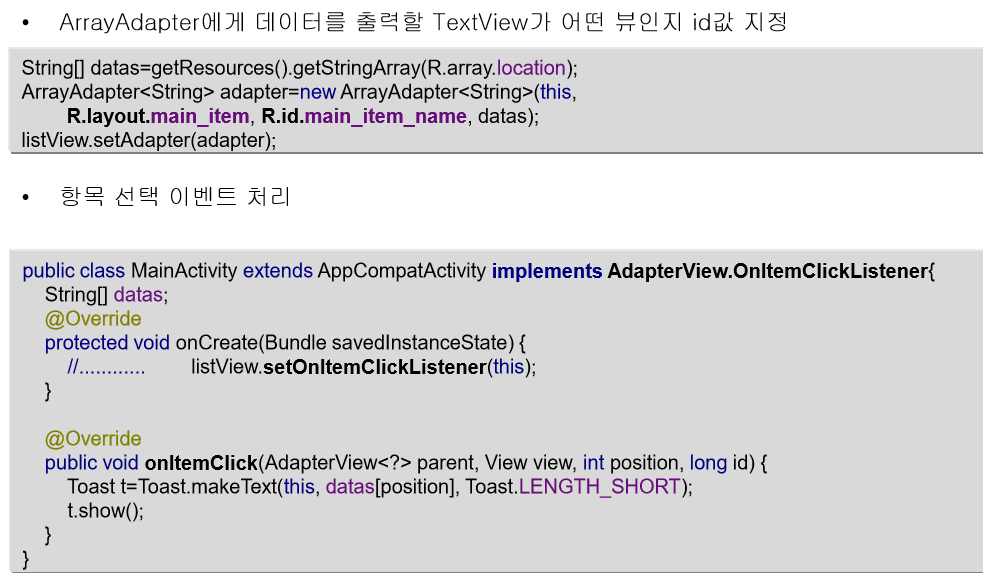 • ArrayAdapter에게 데이터를 출력할 TextView가 어떤 뷰인지 id값 지정
String[] datas=getResources().getStringArray(R.array.location);
ArrayAdapter<String> adapter=new ArrayAdapter<String>(this,
R.layout.main_item, R.id.main_item_name, datas);
listView.setAdapter(adapter);
• 항목 선택 이벤트 처리
public class MainActivity extends AppCompatActivity implements AdapterView.OnItemClickListener{
String[] datas;
@Override
protected void onCreate(Bundle savedInstanceState) {
//............ listView.setOnItemClickListener(this);
}
@Override
public void onItemClick(AdapterView<?> parent, View view, int position, long id) {
Toast t=Toast.makeText(this, datas[position], Toast.LENGTH_SHORT);
t.show();
}
}